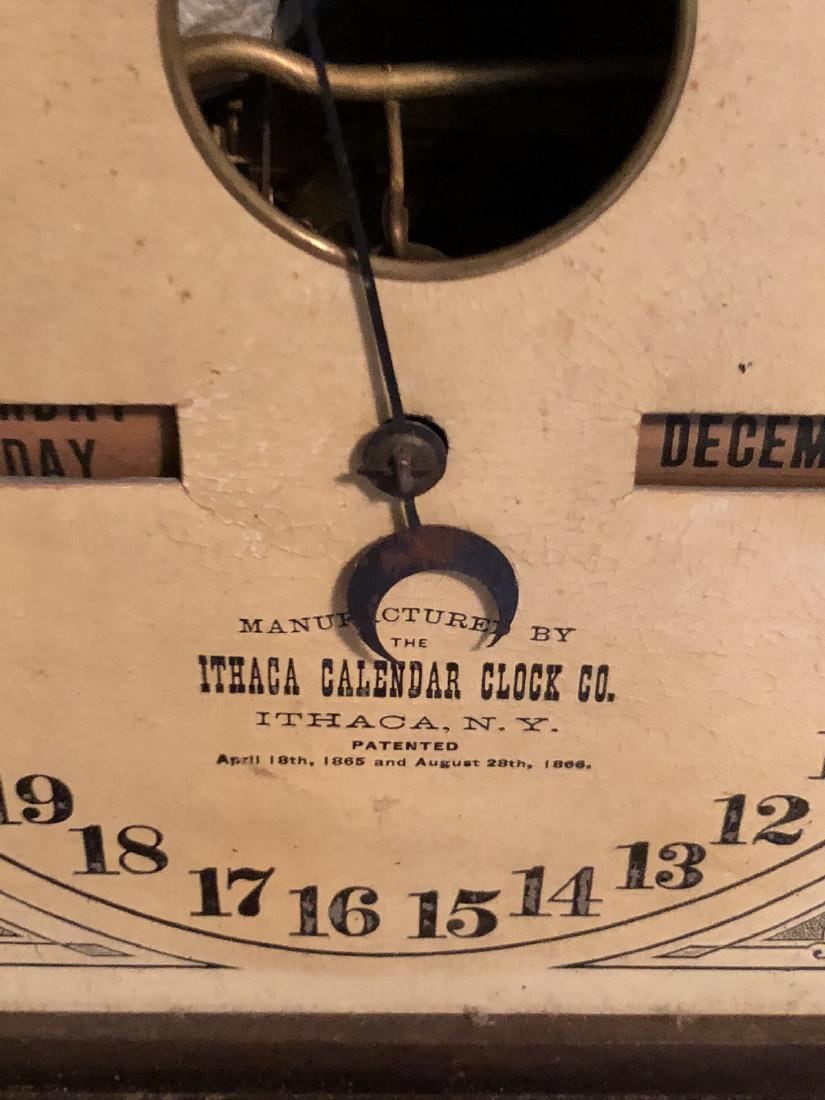 DAY
DECEM
MANUFACTURED BY
THE
ITHACA CALENDAR CLOCK CO.
ITHACA, N.Y.
PATENTED
April 18th, 1865 and August 28th, 1866.
19
18
17
16
15
14
13
12